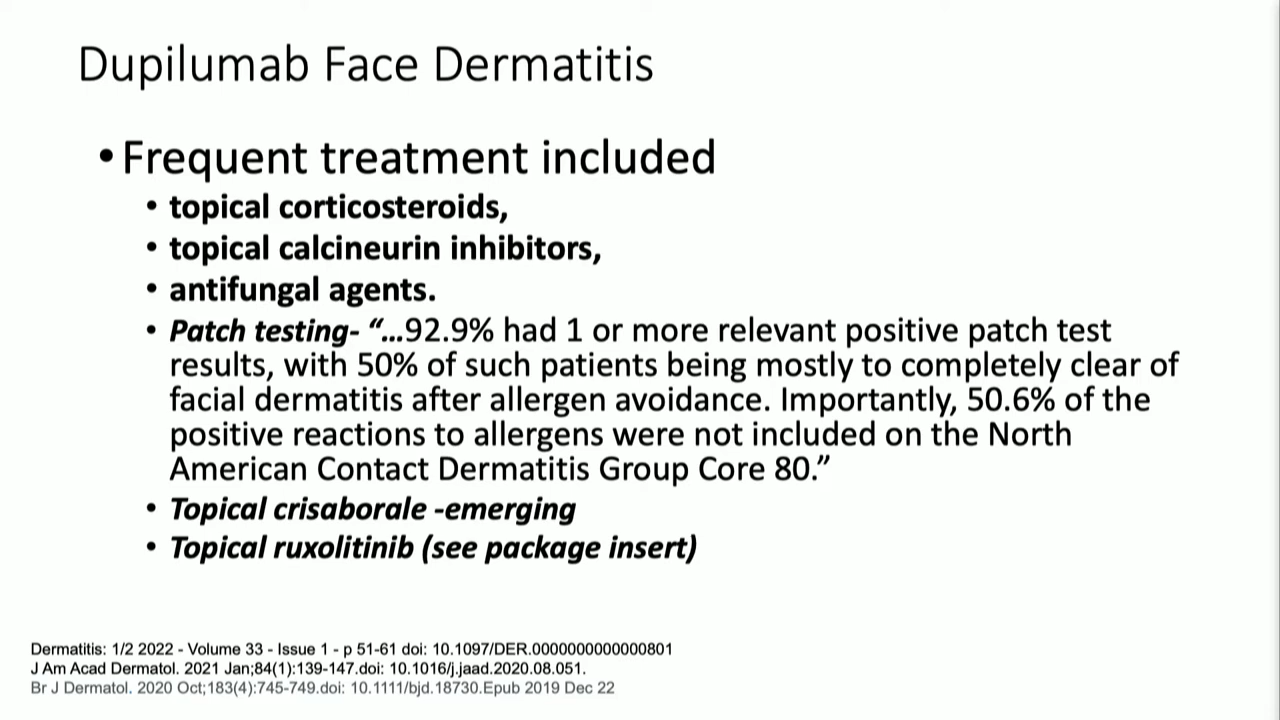 Dupilumab Face Dermatitis
• Frequent treatment included
• topical corticosteroids,
• topical calcineurin inhibitors,
• antifungal agents.
• Patch testing- “…92.9% had 1 or more relevant positive patch test
results, with 50% of such patients being mostly to completely clear of
facial dermatitis after allergen avoidance. Importantly, 50.6% of the
positive reactions to allergens were not included on the North
American Contact Dermatitis Group Core 80.”
• Topical crisaborale -emerging
• Topical ruxolitinib (see package insert)
Dermatitis: 1/2 2022 - Volume 33 - Issue 1 - p 51-61 doi: 10.1097/DER.0000000000000801
J Am Acad Dermatol. 2021 Jan;84(1):139-147.doi: 10.1016/j.jaad.2020.08.051.
Br J Dermatol. 2020 Oct;183(4):745-749.doi: 10.1111/bjd.18730.Epub 2019 Dec 22